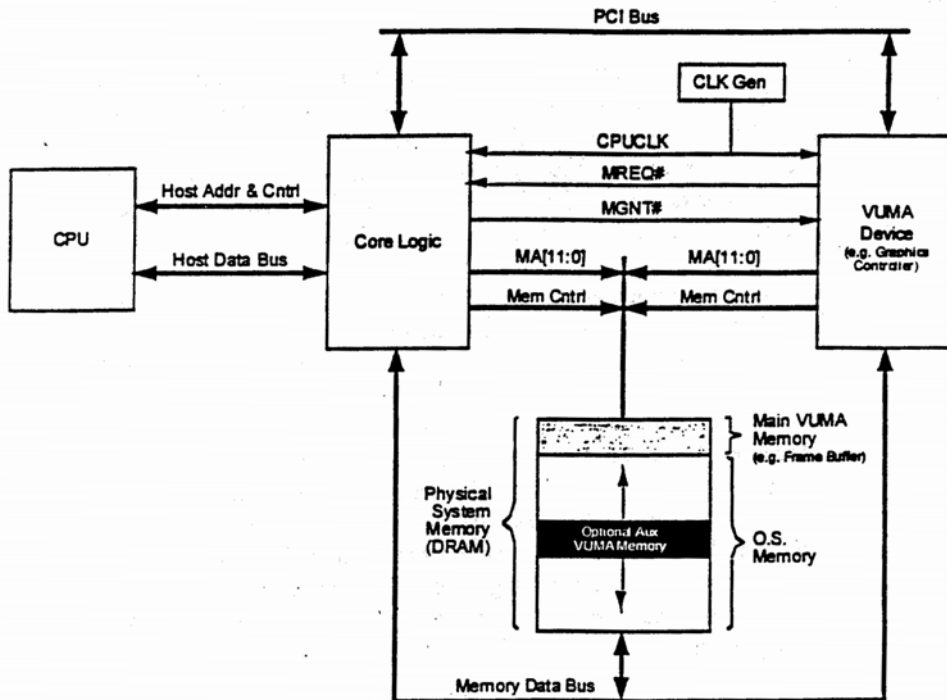 PCI Bus
CLK Gen
CPUCLK
MREQ#
MGNT#
Host Addr & Cntrl
CPU
Core Logic
VUMA
Device
(e.g. Graphics
Controller)
Host Data Bus
MA[11:0]
MA[11:0]
Mem Cntrl
Mem Cntrl
Main VUMA
Memory
(e.g. Frame Buffer)
Physical
System
Memory
(DRAM)
Optional Aux
VUMA Memory
O.S.
Memory
Memory Data Bus